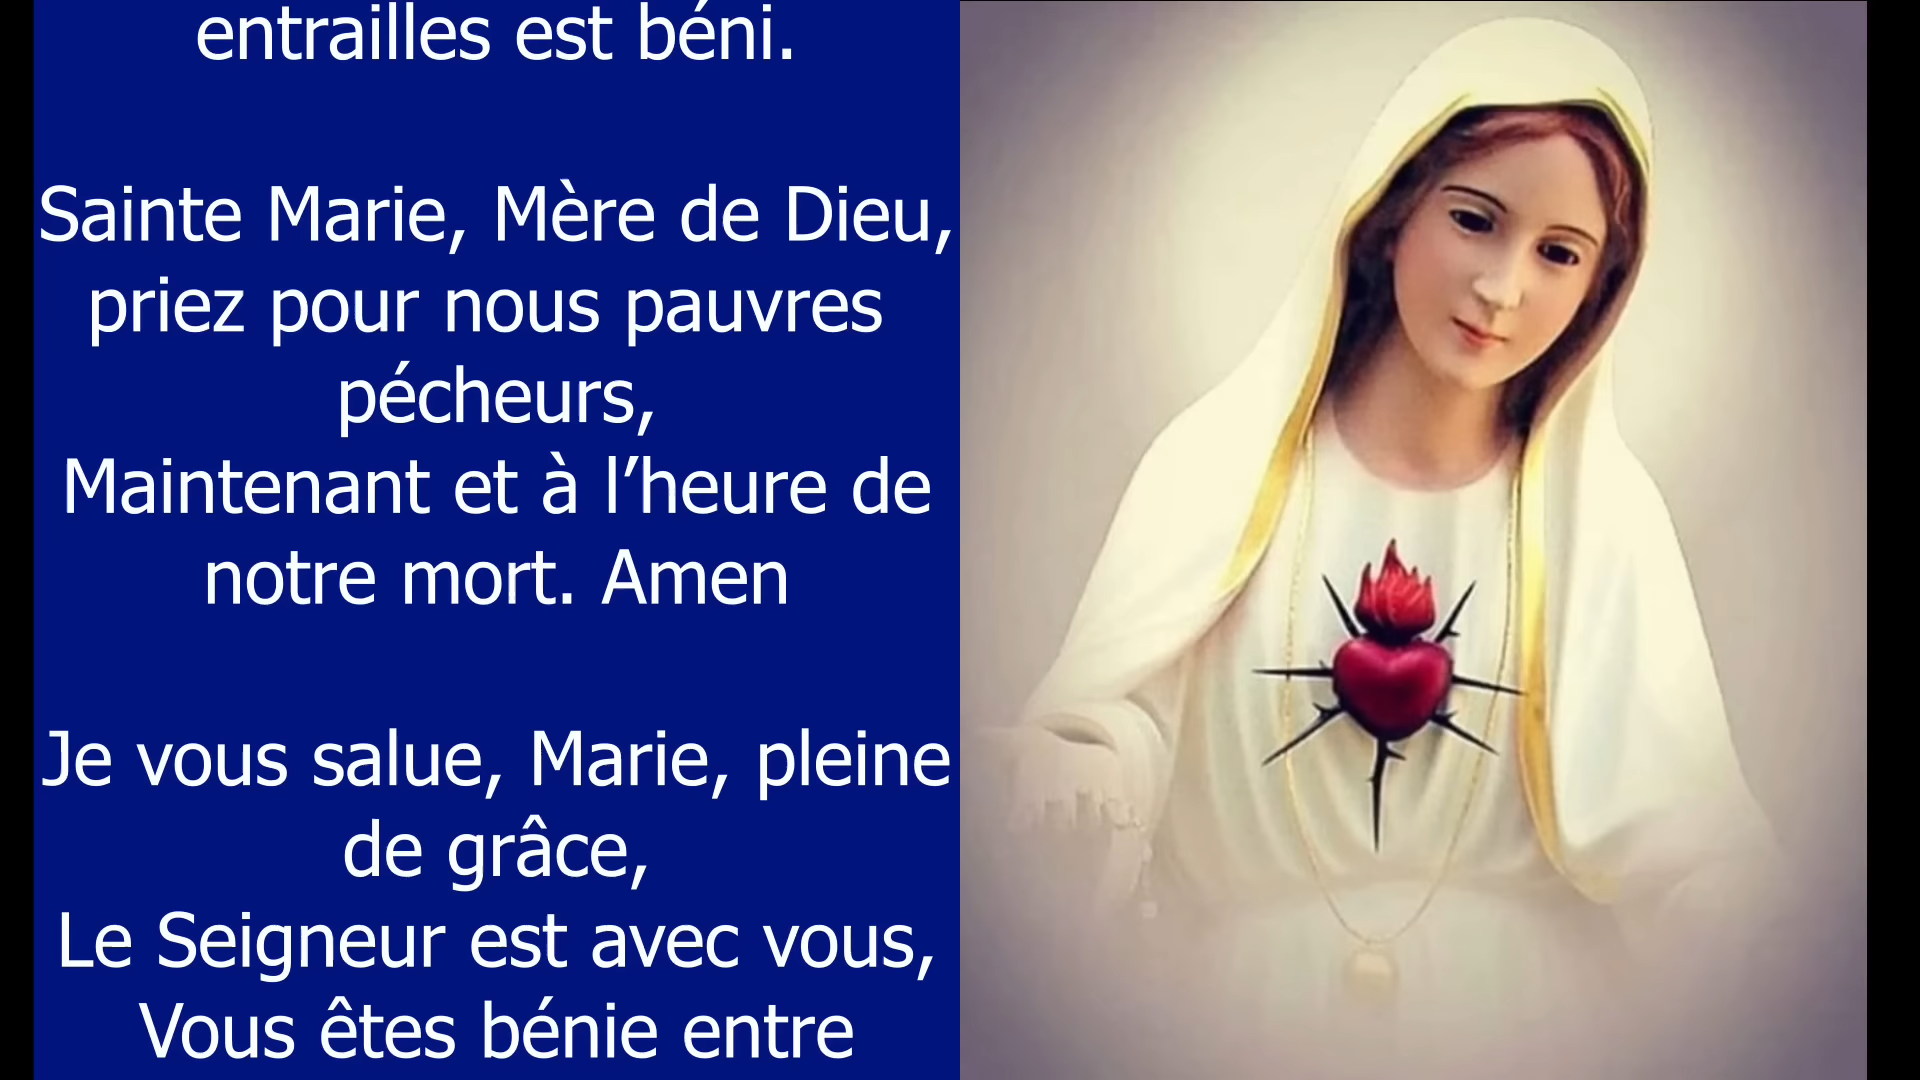 entrailles est béni.
Sainte Marie, Mère de Dieu,
priez pour nous pauvres
pécheurs,
Maintenant et à l’heure de
notre mort. Amen
Je vous salue, Marie, pleine
de grâce,
Le Seigneur est avec vous,
Vous êtes bénie entre